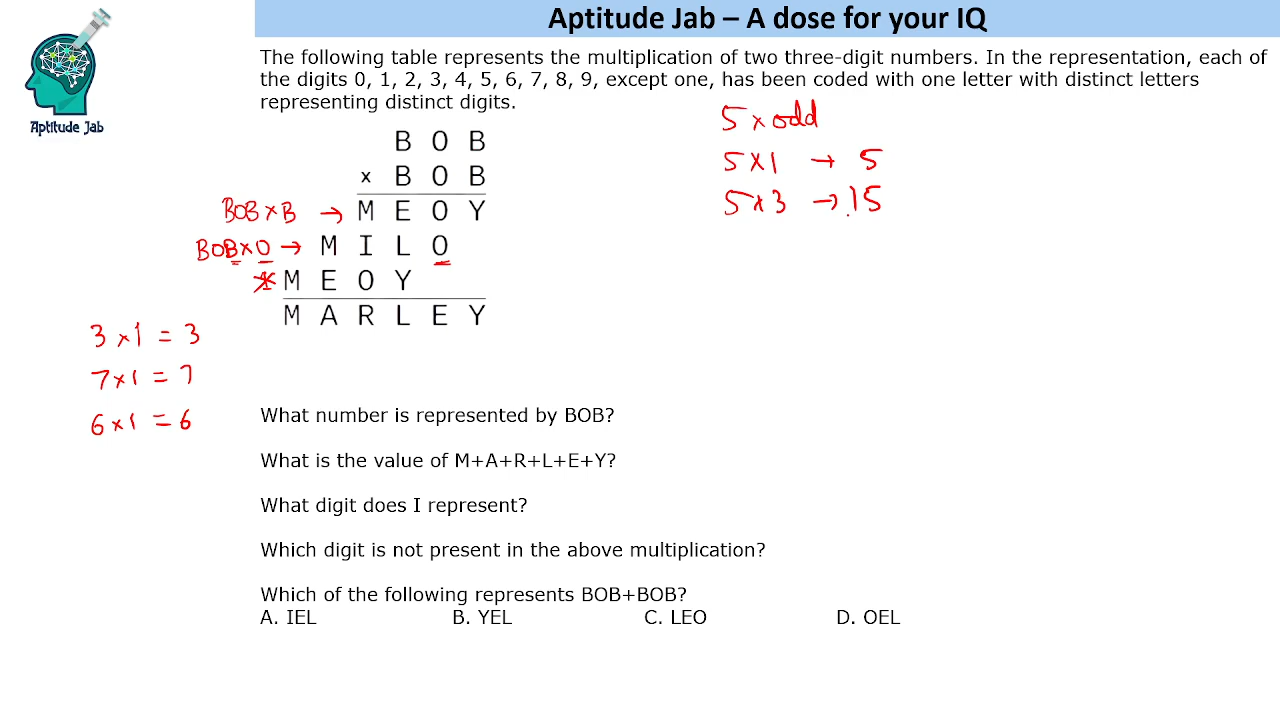 Aptitude Jab – A dose for your IQ
Aptitude Jab
The following table represents the multiplication of two three-digit numbers. In the representation, each of
the digits 0, 1, 2, 3, 4, 5, 6, 7, 8, 9, except one, has been coded with one letter with distinct letters
representing distinct digits.
5 × odd
5 × 1 → 5
5 × 3 → 15
B O B
x B O B
BOB × B → M E O Y
BOB × O → M I L O
M E O Y
M A R L E Y
3 × 1 = 3
7 × 1 = 7
6 × 1 = 6
What number is represented by BOB?
What is the value of M+A+R+L+E+Y?
What digit does I represent?
Which digit is not present in the above multiplication?
Which of the following represents BOB+BOB?
A. IEL B. YEL C. LEO D. OEL